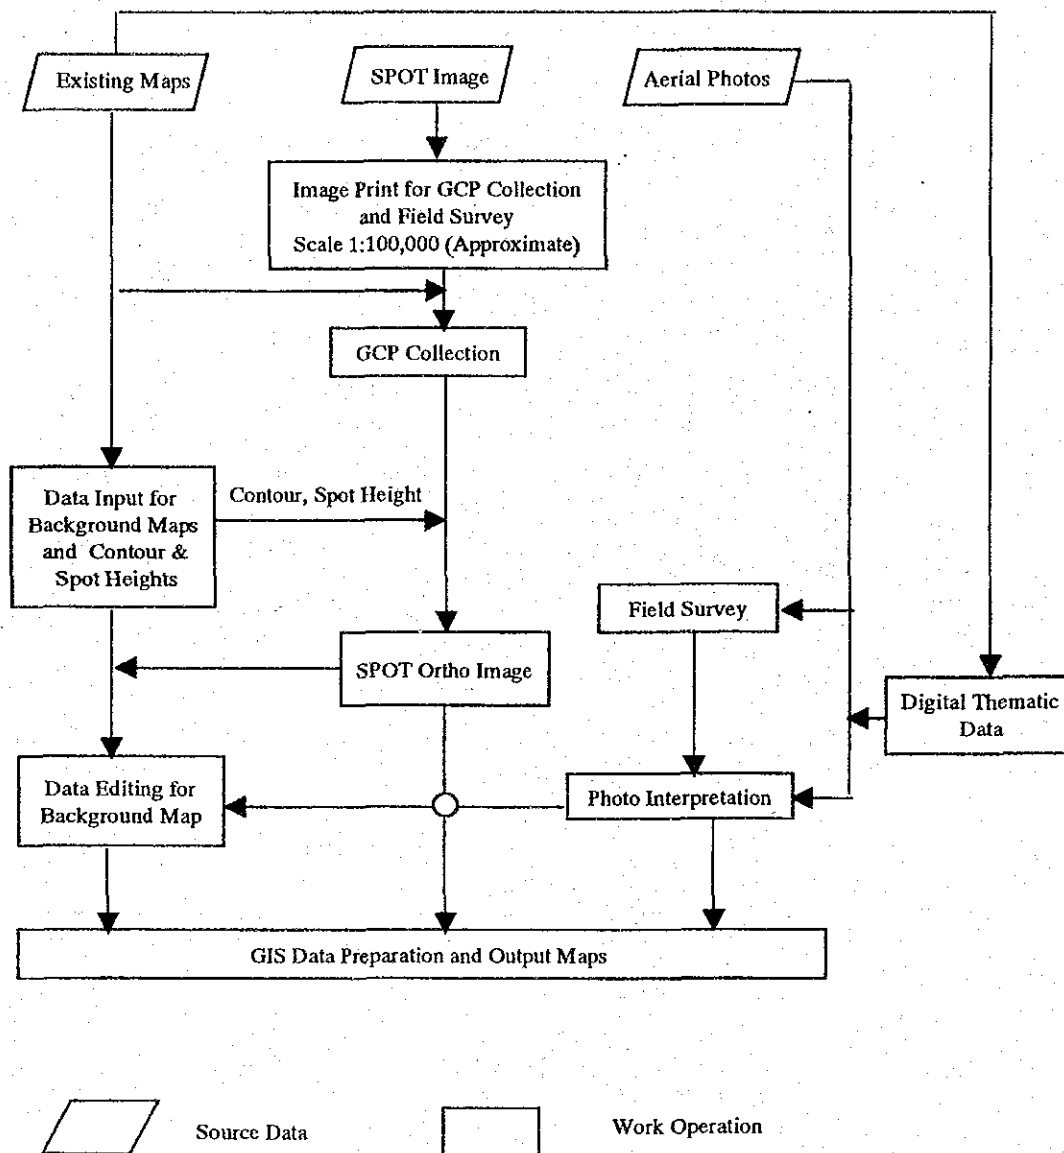 Existing Maps
SPOT Image
Aerial Photos
Image Print for GCP Collection
and Field Survey
Scale 1:100,000 (Approximate)
GCP Collection
Data Input for
Background Maps
and Contour &
Spot Heights
Contour, Spot Height
Field Survey
SPOT Ortho Image
Digital Thematic
Data
Data Editing for
Background Map
Photo Interpretation
GIS Data Preparation and Output Maps
Source Data
Work Operation